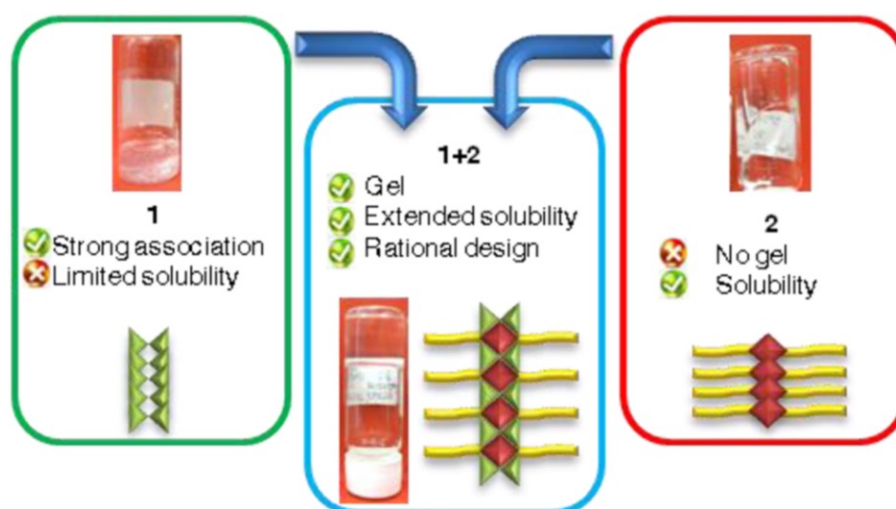 1
Strong association
Limited solubility
1+2
Gel
Extended solubility
Rational design
2
No gel
Solubility